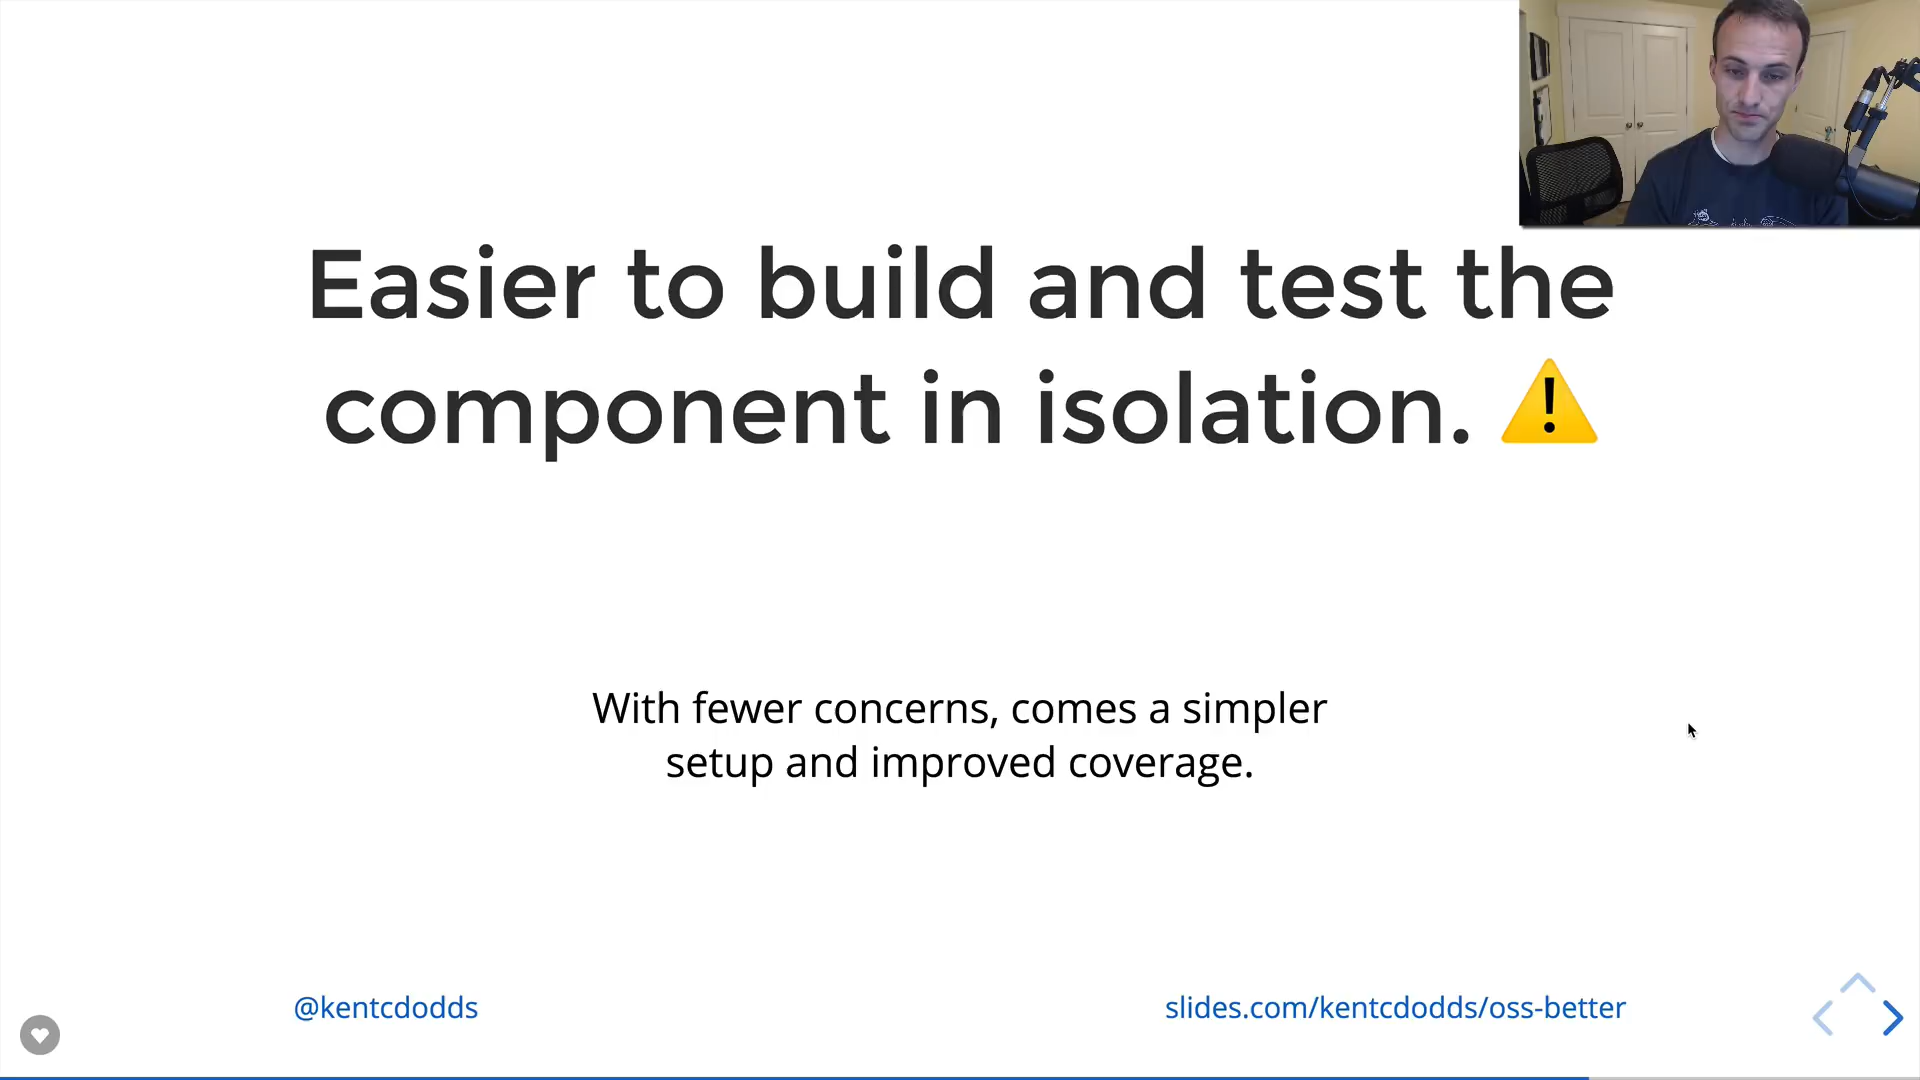 Easier to build and test the
component in isolation. ⚠️
With fewer concerns, comes a simpler
setup and improved coverage.
@kentcdodds
slides.com/kentcdodds/oss-better